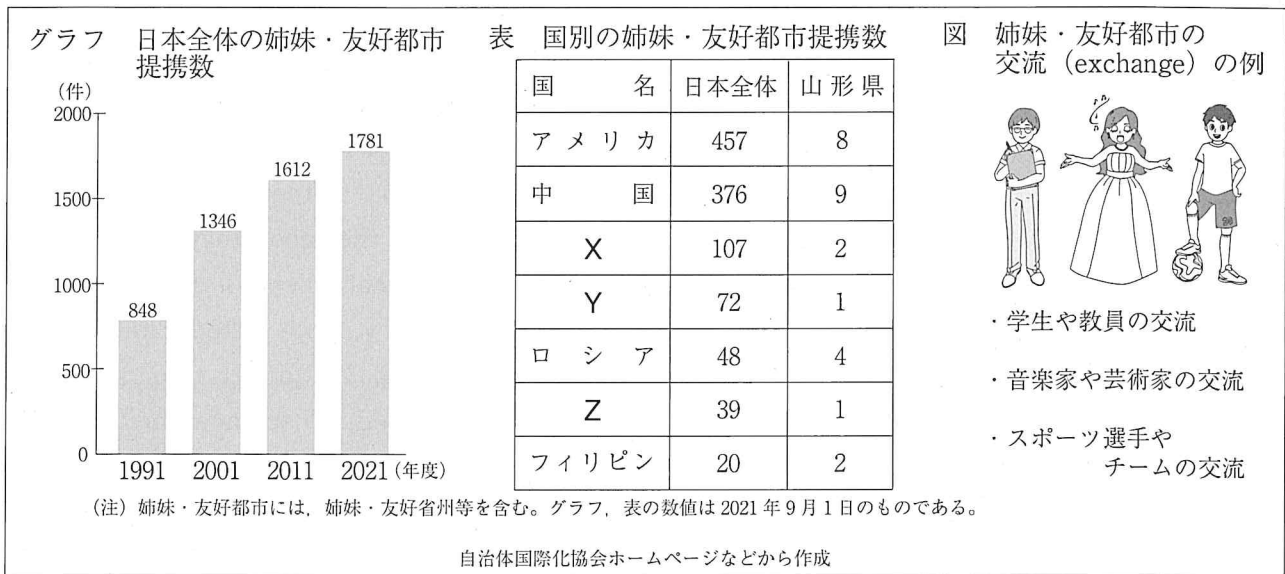 グラフ 日本全体の姉妹・友好都市
提携数
(件)
2000
1500
1000
500
0
848
1346
1612
1781
1991 2001 2011 2021 (年度)
表 国別の姉妹・友好都市提携数
国名 日本全体 山形県
アメリカ 457 8
中国 376 9
X 107 2
Y 72 1
ロシア 48 4
Z 39 1
フィリピン 20 2
図 姉妹・友好都市の
交流（exchange）の例
・学生や教員の交流
・音楽家や芸術家の交流
・スポーツ選手や
チームの交流
(注) 姉妹・友好都市には，姉妹・友好省州等を含む。グラフ，表の数値は2021年9月1日のものである。
自治体国際化協会ホームページなどから作成